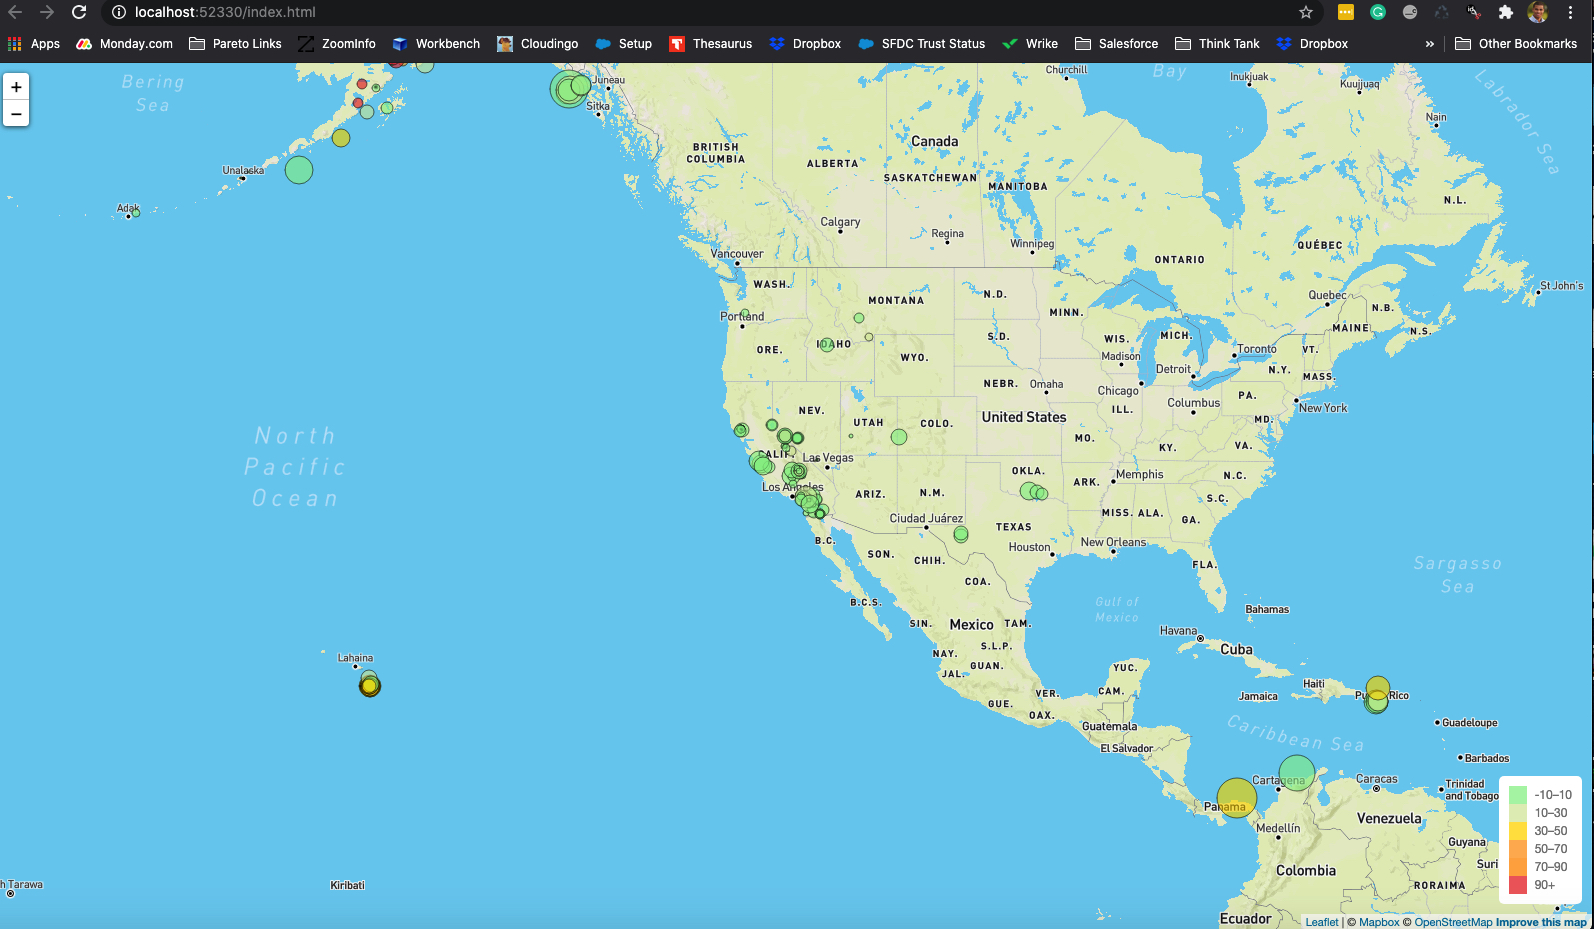 localhost:52330/index.html
Apps Monday.com Pareto Links ZoomInfo Workbench Cloudingo Setup Thesaurus Dropbox SFDC Trust Status Wrike Salesforce Think Tank Dropbox » Other Bookmarks
+
−
Bering
Sea
Juneau
Sitka
Churchill
Bay
Inukjuak
Kuujjuaq
Labrador Sea
Nain
Unalaska
Adak
BRITISH
COLUMBIA
ALBERTA
Canada
SASKATCHEWAN
MANITOBA
N.L.
Calgary
Regina
Winnipeg
QUÉBEC
ONTARIO
Vancouver
WASH.
MONTANA
N.D.
MINN.
Quebec
N.B.
St John's
Portland
MAINE
N.S.
ORE.
IDAHO
WYO.
S.D.
WIS.
MICH.
Madison
Toronto
VT.
Detroit
N.Y.
MASS.
NEBR.
Omaha
Chicago
PA.
NEV.
UTAH
COLO.
United States
ILL.
Columbus
New York
MD.
North
Pacific
Ocean
MO.
KY.
VA.
CALIF.
Las Vegas
OKLA.
ARK.
Memphis
N.C.
Los Angeles
ARIZ.
N.M.
S.C.
MISS.
ALA.
GA.
Ciudad Juárez
TEXAS
B.C.
SON.
CHIH.
Houston
New Orleans
FLA.
Sargasso
Sea
COA.
B.C.S.
Gulf of
Mexico
Bahamas
SIN.
Mexico
TAM.
Havana
Cuba
Lahaina
NAY.
S.L.P.
JAL.
GUAN.
YUC.
Haiti
VER.
CAM.
Jamaica
Puerto Rico
GUE.
OAX.
Guatemala
Caribbean Sea
Guadeloupe
El Salvador
Barbados
Cartagena
Caracas
Trinidad
and Tobago
Panama
Medellín
Venezuela
Guyana
Suri
Colombia
RORAIMA
h Tarawa
Kiribati
Ecuador
-10–10
10–30
30–50
50–70
70–90
90+
Leaflet | © Mapbox © OpenStreetMap Improve this map